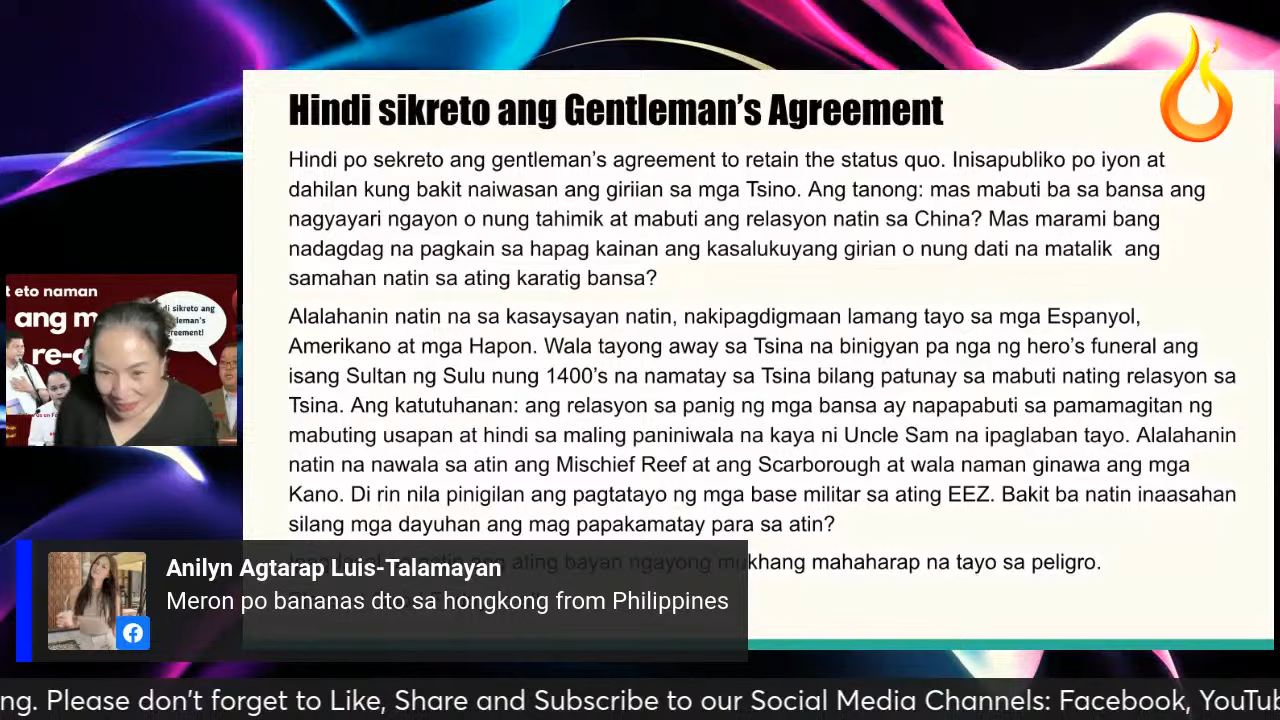 Hindi sikreto ang Gentleman's Agreement
Hindi po sekreto ang gentleman's agreement to retain the status quo. Inisapubliko po iyon at
dahilan kung bakit naiwasan ang giriian sa mga Tsino. Ang tanong: mas mabuti ba sa bansa ang
nagyayari ngayon o nung tahimik at mabuti ang relasyon natin sa China? Mas marami bang
nadagdag na pagkain sa hapag kainan ang kasalukuyang girian o nung dati na matalik ang
samahan natin sa ating karatig bansa?
Alalahanin natin na sa kasaysayan natin, nakipagdigmaan lamang tayo sa mga Espanyol,
Amerikano at mga Hapon. Wala tayong away sa Tsina na binigyan pa nga ng hero's funeral ang
isang Sultan ng Sulu nung 1400's na namatay sa Tsina bilang patunay sa mabuti nating relasyon sa
Tsina. Ang katutuhanan: ang relasyon sa panig ng mga bansa ay napapabuti sa pamamagitan ng
mabuting usapan at hindi sa maling paniniwala na kaya ni Uncle Sam na ipaglaban tayo. Alalahanin
natin na nawala sa atin ang Mischief Reef at ang Scarborough at wala naman ginawa ang mga
Kano. Di rin nila pinigilan ang pagtatayo ng mga base militar sa ating EEZ. Bakit ba natin inaasahan
silang mga dayuhan ang mag papakamatay para sa atin?
ating bayan ngayong mukhang mahaharap na tayo sa peligro.
t eto naman
ang m
re-
di sikreto ang
leman's
reement!
Anilyn Agtarap Luis-Talamayan
Meron po bananas dto sa hongkong from Philippines
ng. Please don't forget to Like, Share and Subscribe to our Social Media Channels: Facebook, YouTub